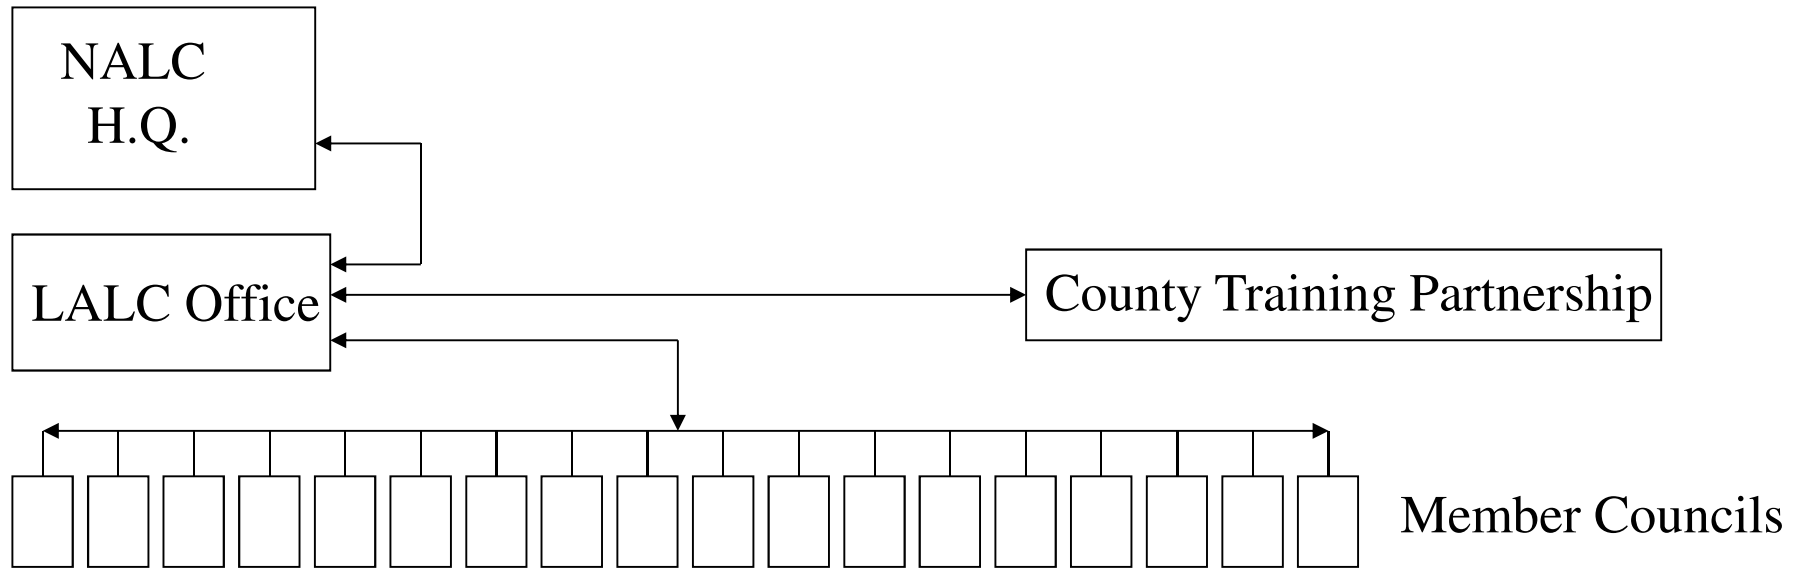 NALC
H.Q.
LALC Office
County Training Partnership
Member Councils